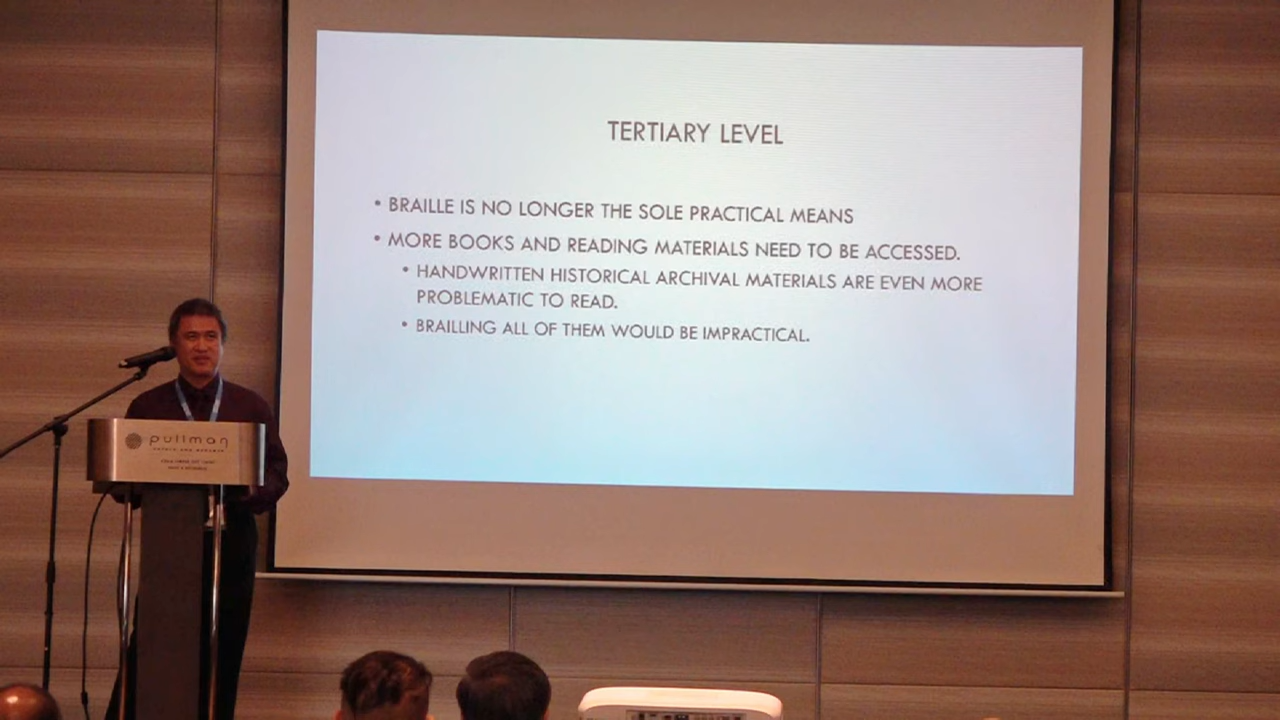 TERTIARY LEVEL
• BRAILLE IS NO LONGER THE SOLE PRACTICAL MEANS
• MORE BOOKS AND READING MATERIALS NEED TO BE ACCESSED.
• HANDWRITTEN HISTORICAL ARCHIVAL MATERIALS ARE EVEN MORE
PROBLEMATIC TO READ.
• BRAILLING ALL OF THEM WOULD BE IMPRACTICAL.
pullman